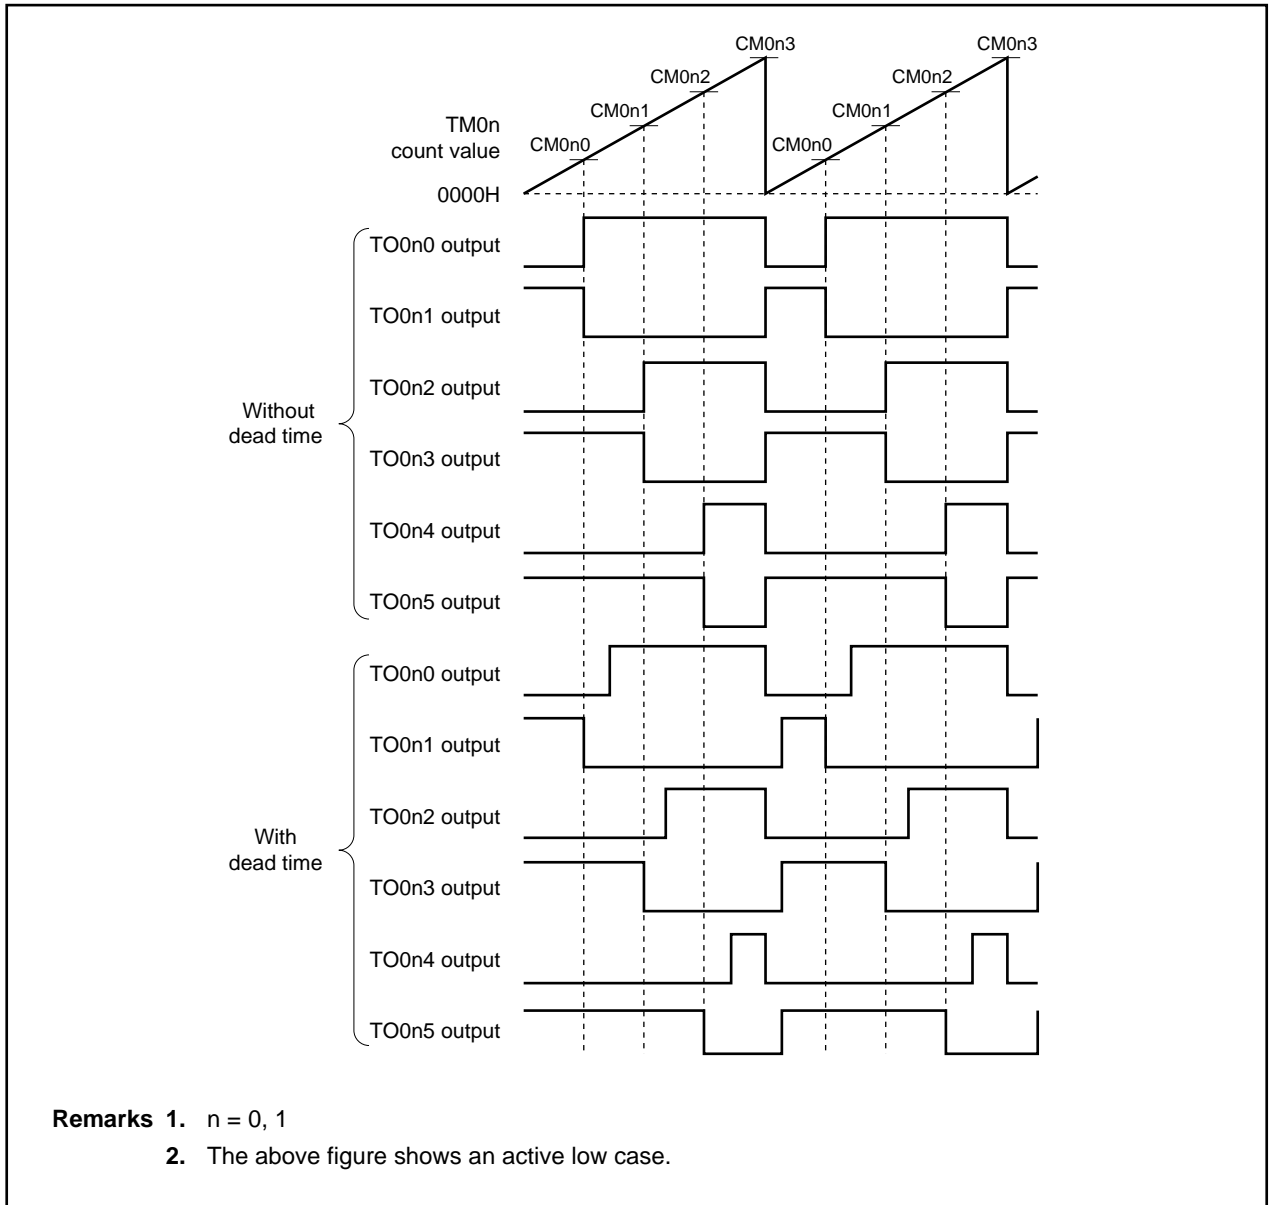 CM0n3
CM0n3
CM0n2
CM0n2
CM0n1
CM0n1
TM0n
count value
CM0n0
CM0n0
0000H
Without
dead time
TO0n0 output
TO0n1 output
TO0n2 output
TO0n3 output
TO0n4 output
TO0n5 output
With
dead time
TO0n0 output
TO0n1 output
TO0n2 output
TO0n3 output
TO0n4 output
TO0n5 output
Remarks 1. n = 0, 1
2. The above figure shows an active low case.